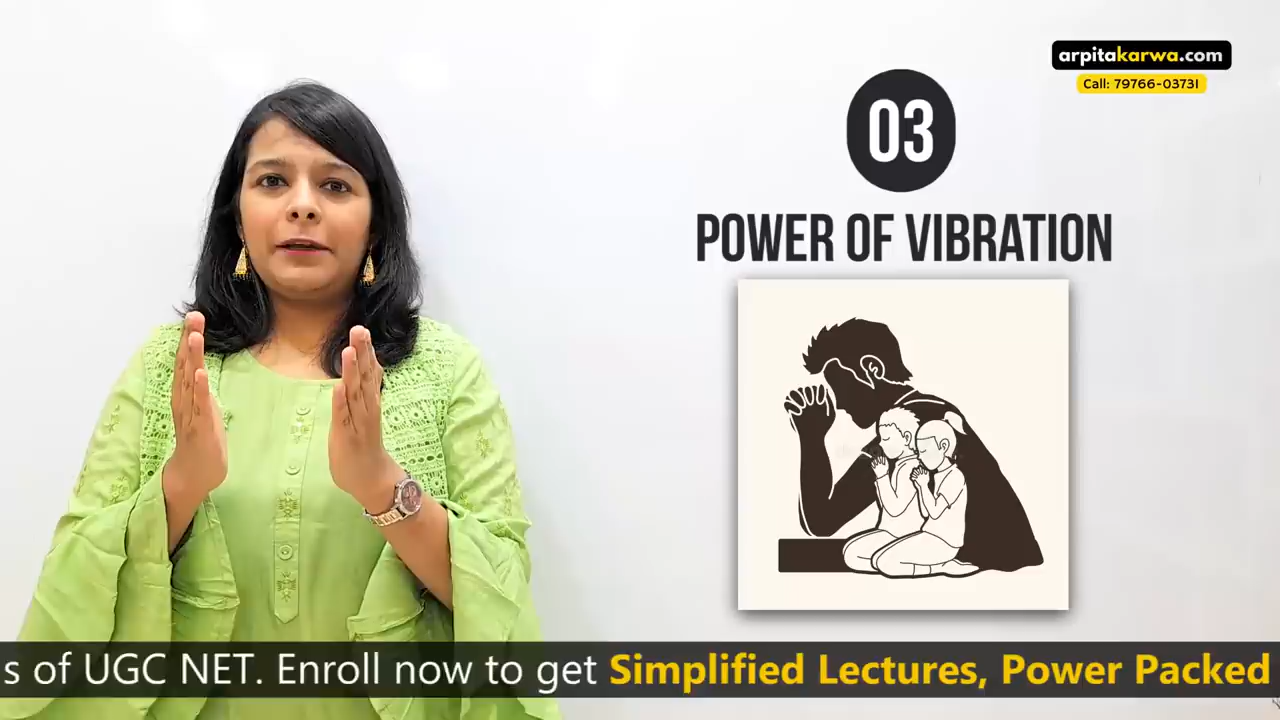 arpitakarwa.com
Call: 79766-03731
03
POWER OF VIBRATION
s of UGC NET. Enroll now to get Simplified Lectures, Power Packed